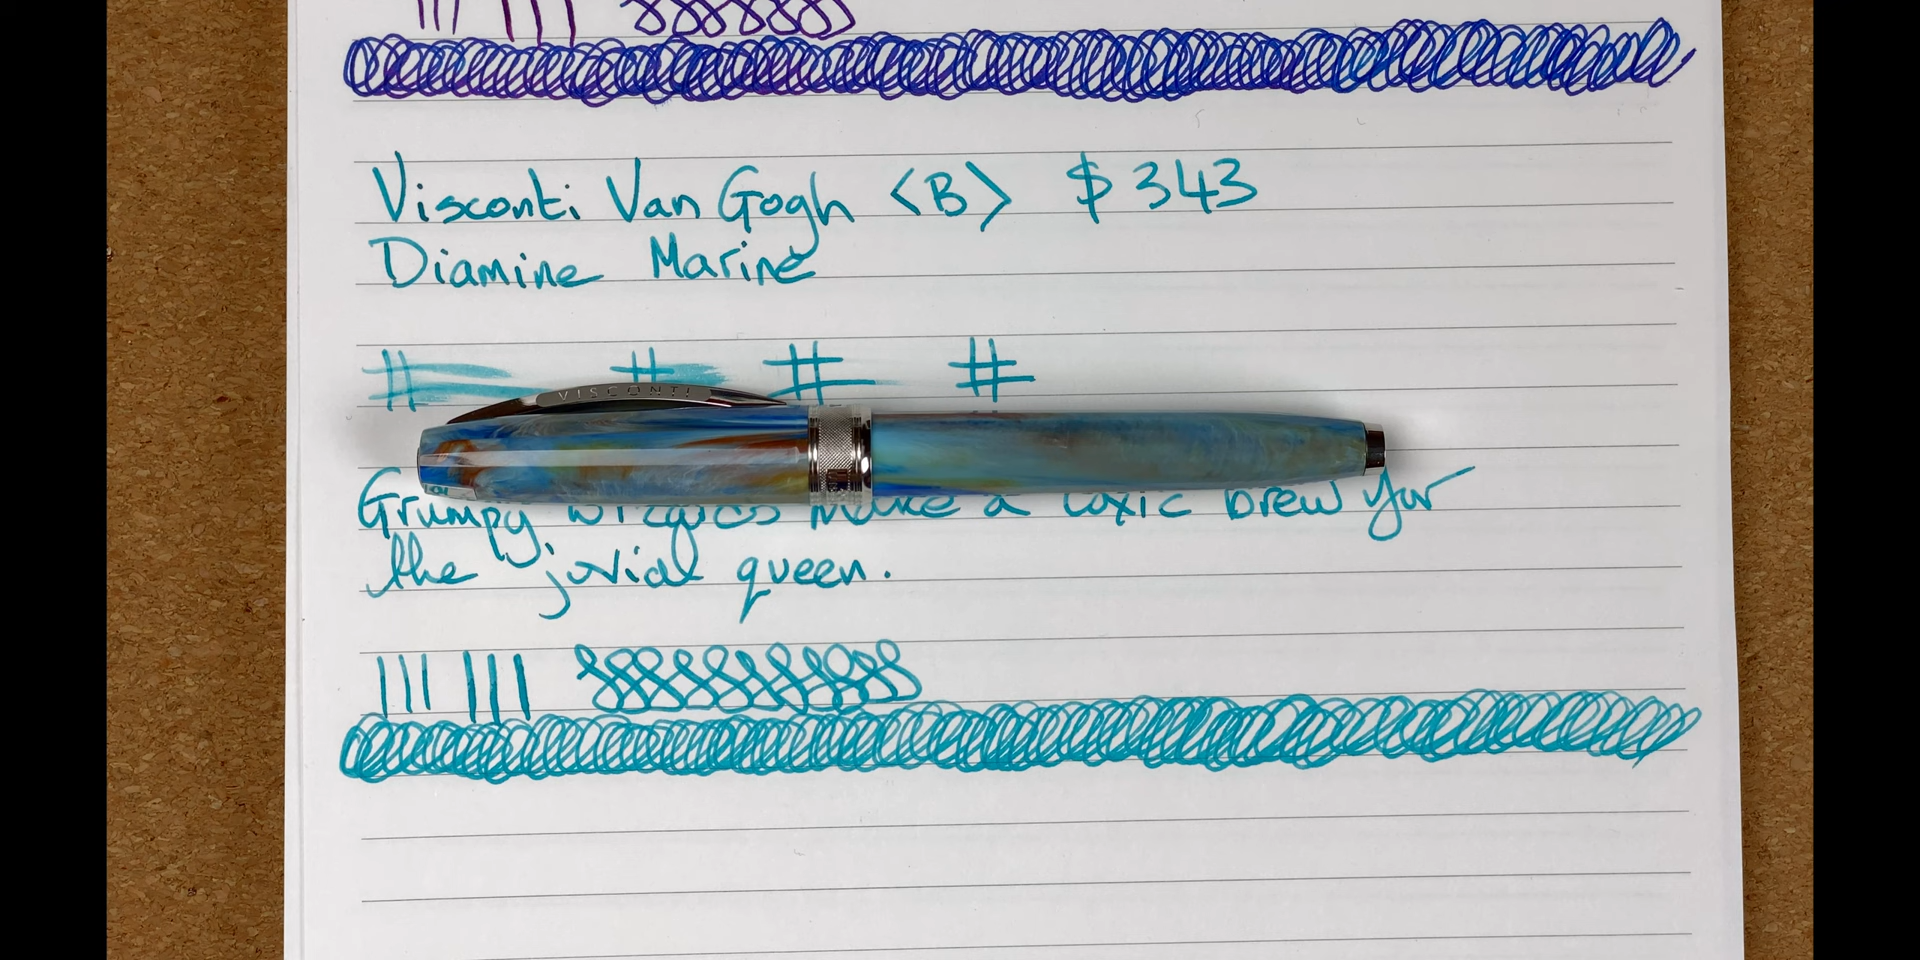 Visconti Van Gogh <B> $343
Diamine Marine
# # # #
VISCONTI
Grumpy wizards make a toxic brew for
the jovial queen.